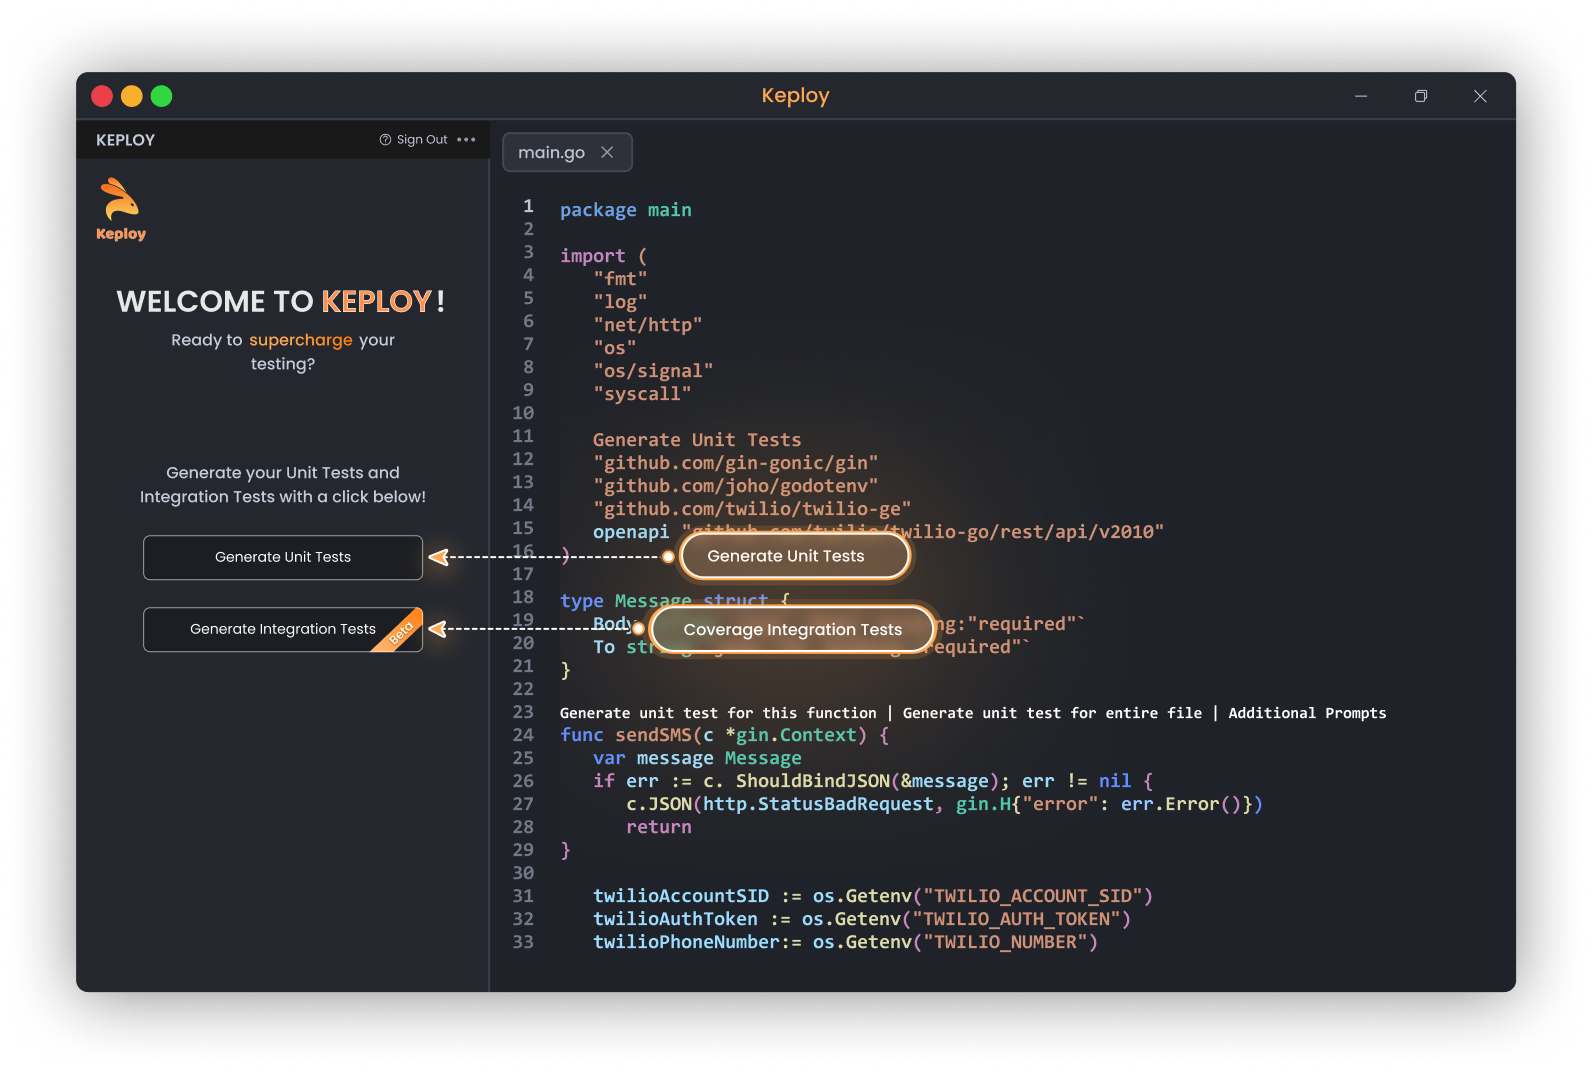 Keploy
KEPLOY
Sign Out
Keploy
WELCOME TO KEPLOY!
Ready to supercharge your
testing?
Generate your Unit Tests and
Integration Tests with a click below!
Generate Unit Tests
Generate Integration Tests
Beta
main.go
1 package main
2
3 import (
4 "fmt"
5 "log"
6 "net/http"
7 "os"
8 "os/signal"
9 "syscall"
10
11 Generate Unit Tests
12 "github.com/gin-gonic/gin"
13 "github.com/joho/godotenv"
14 "github.com/twilio/twilio-ge"
15 openapi "github.com/twilio/twilio-go/rest/api/v2010"
16 )
Generate Unit Tests
17
18 type Message struct {
19 Body ng:"required"`
Coverage Integration Tests
20 To required"`
21 }
22
23 Generate unit test for this function | Generate unit test for entire file | Additional Prompts
24 func sendSMS(c *gin.Context) {
25 var message Message
26 if err := c. ShouldBindJSON(&message); err != nil {
27 c.JSON(http.StatusBadRequest, gin.H{"error": err.Error()})
28 return
29 }
30
31 twilioAccountSID := os.Getenv("TWILIO_ACCOUNT_SID")
32 twilioAuthToken := os.Getenv("TWILIO_AUTH_TOKEN")
33 twilioPhoneNumber:= os.Getenv("TWILIO_NUMBER")